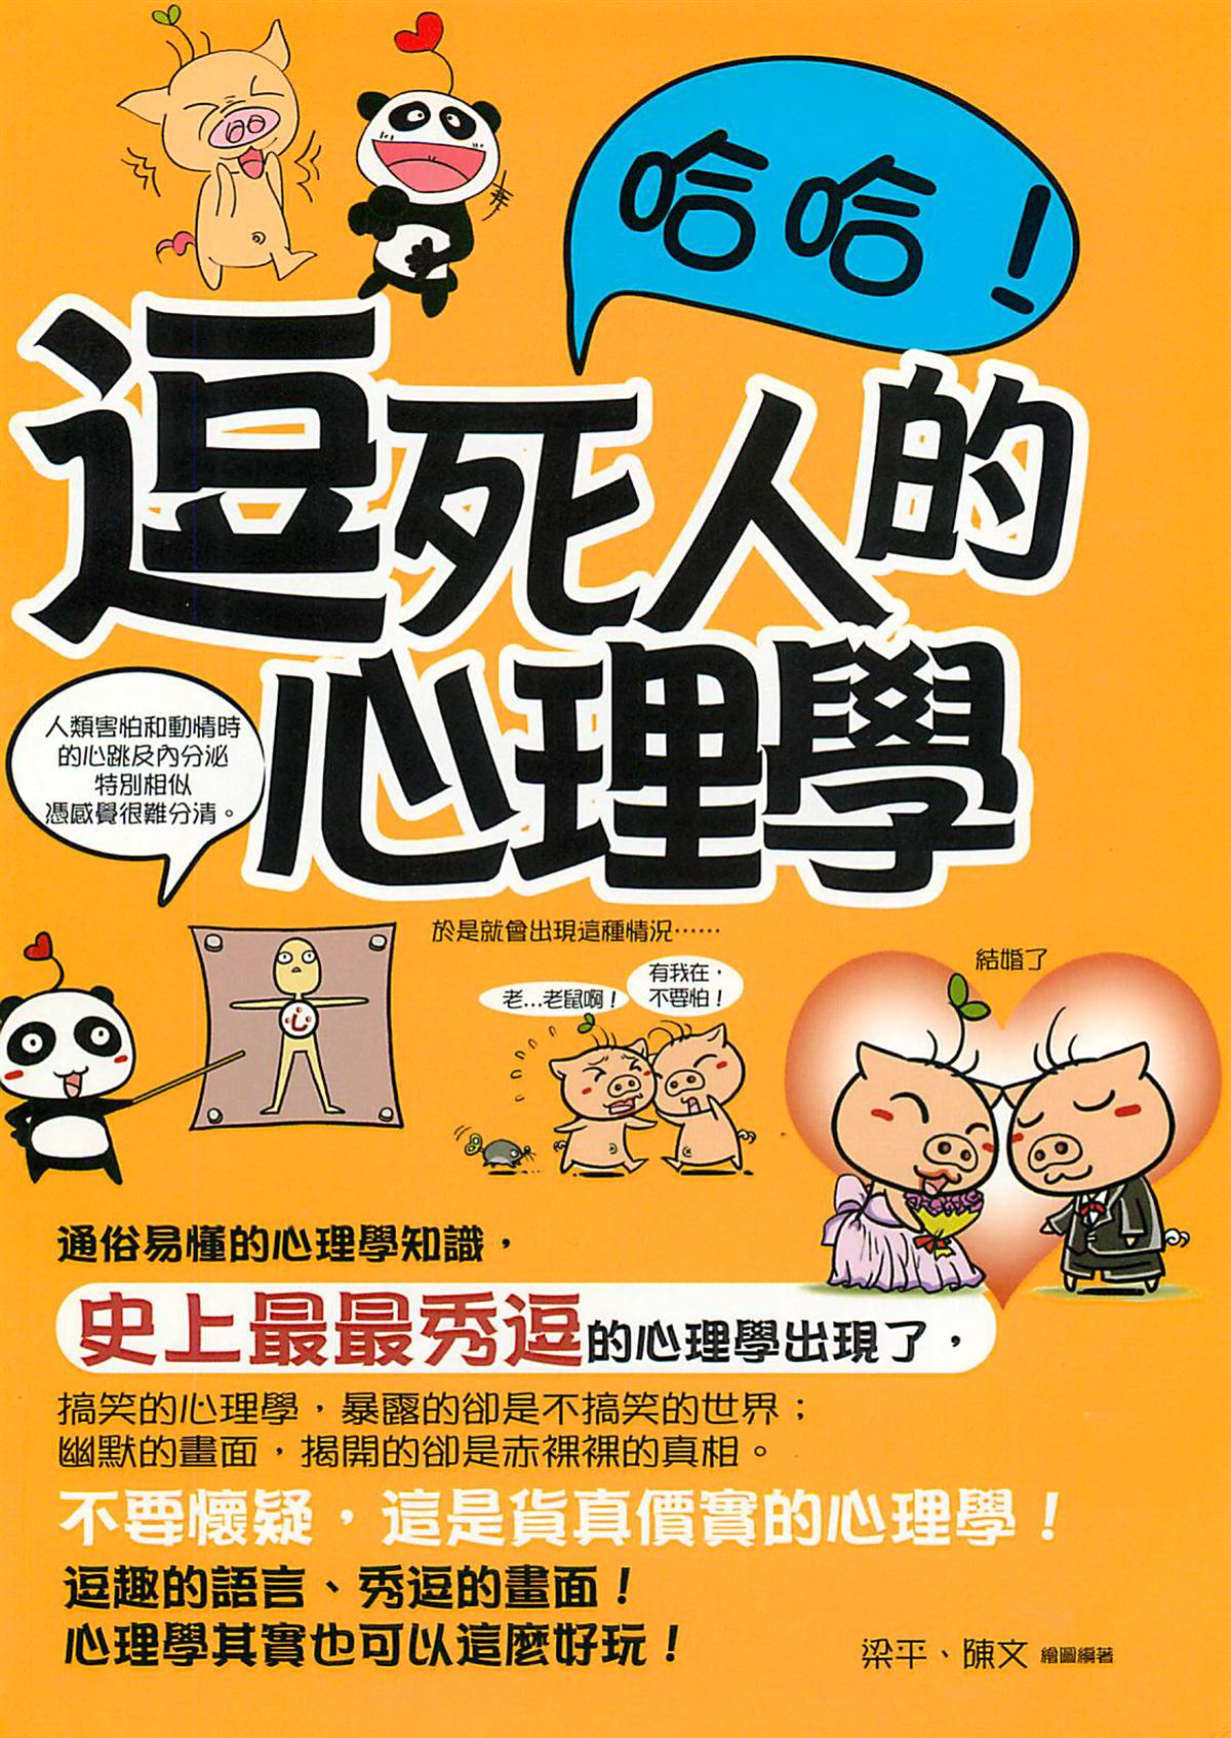 哈哈！
逗死人的
心理學
人類害怕和動情時
的心跳及內分泌
特別相似
憑感覺很難分清。
於是就會出現這種情況……
老…老鼠啊！
有我在，
不要怕！
結婚了
心
通俗易懂的心理學知識，
史上最最秀逗的心理學出現了，
搞笑的心理學，暴露的卻是不搞笑的世界；
幽默的畫面，揭開的卻是赤裸裸的真相。
不要懷疑，這是貨真價實的心理學！
逗趣的語言、秀逗的畫面！
心理學其實也可以這麼好玩！
梁平、陳文 繪圖編著